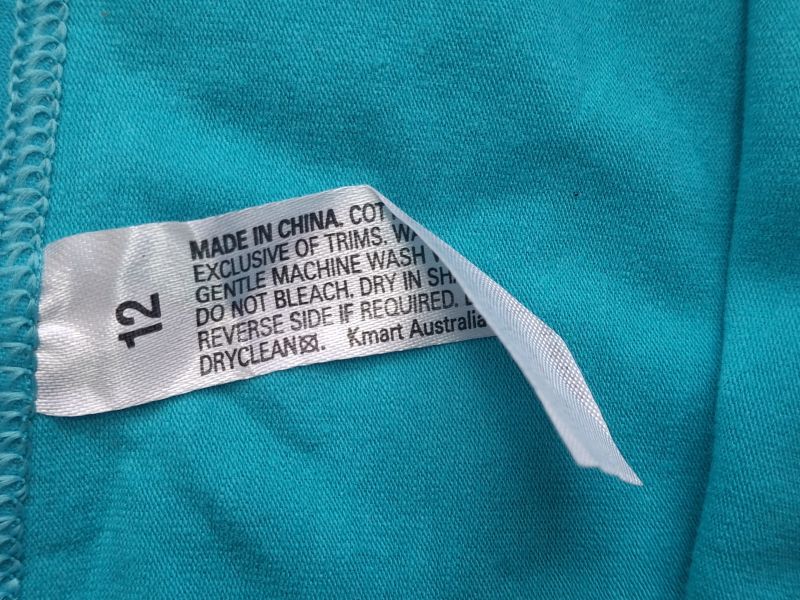 12
MADE IN CHINA. COT
EXCLUSIVE OF TRIMS.
GENTLE MACHINE WASH
DO NOT BLEACH. DRY IN
REVERSE SIDE IF REQUIRED.
DRYCLEAN⊠. Kmart Australia